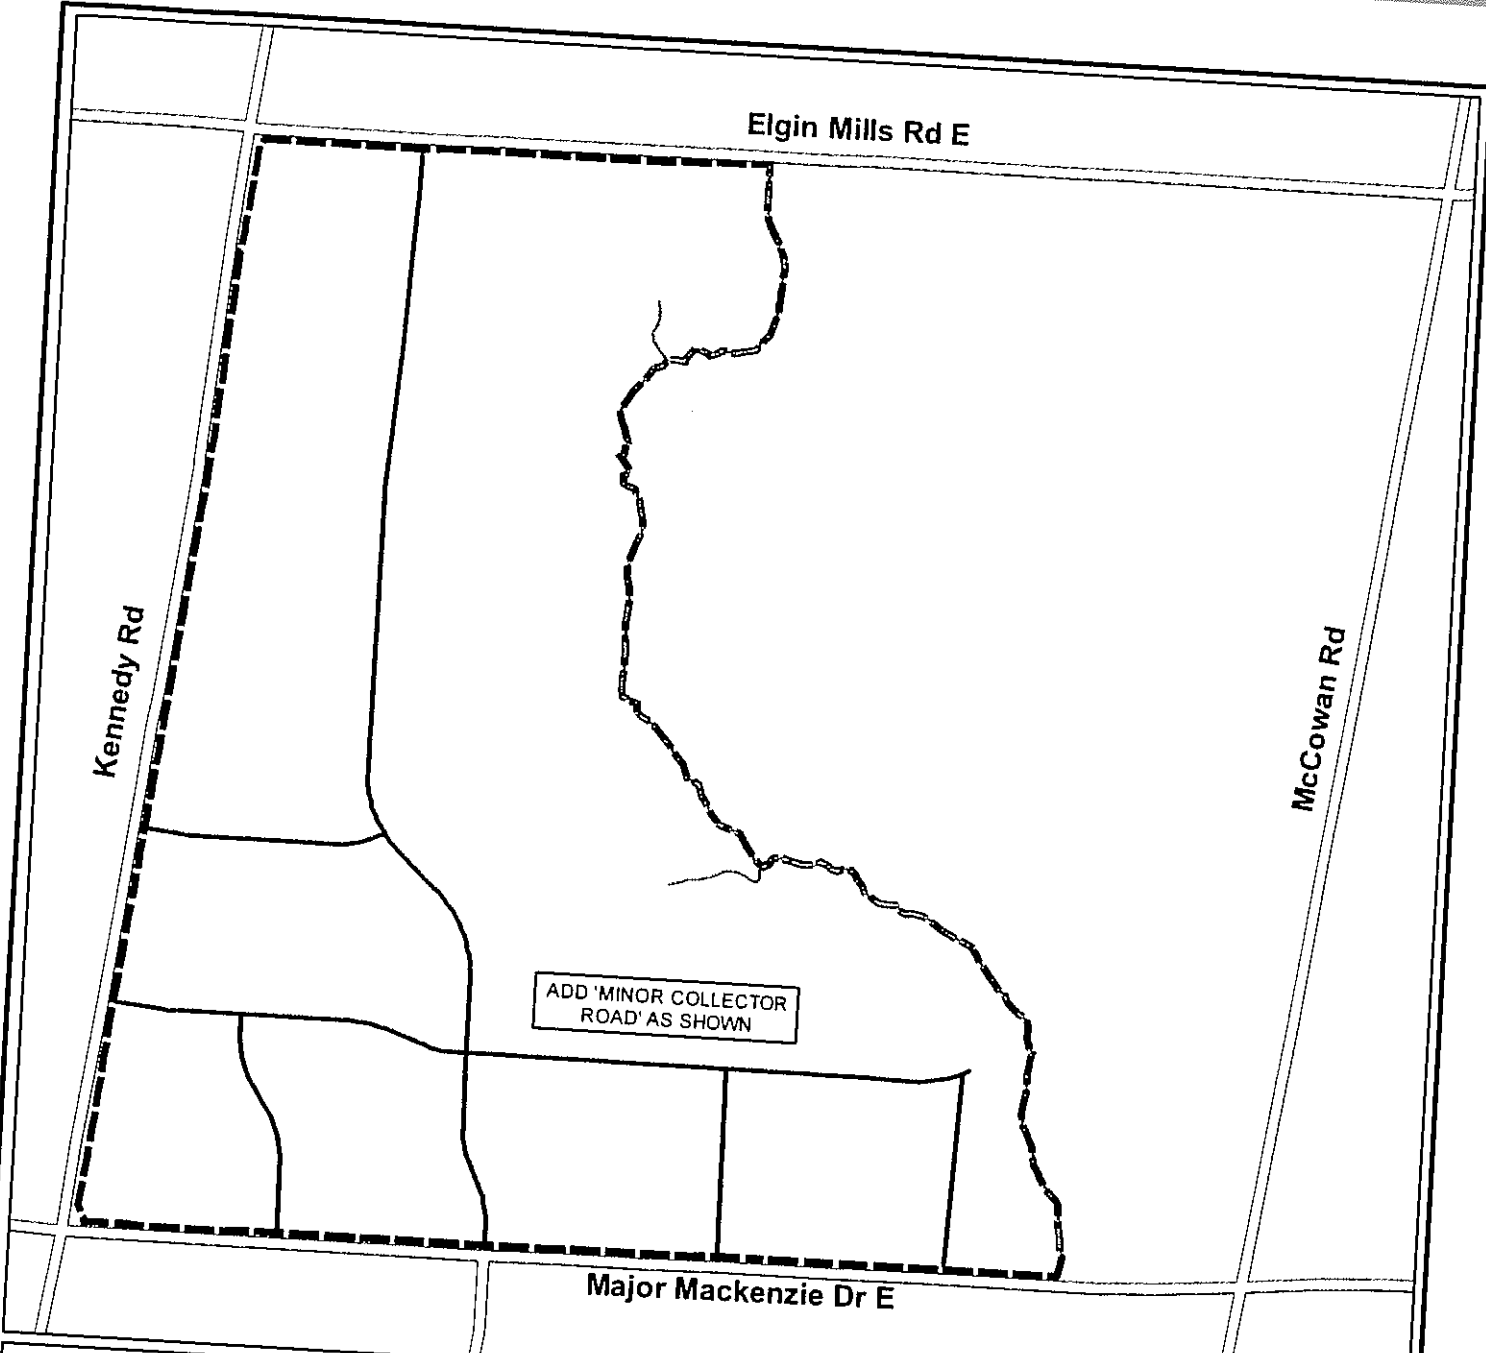 Elgin Mills Rd E
Kennedy Rd
McCowan Rd
ADD 'MINOR COLLECTOR
ROAD' AS SHOWN
Major Mackenzie Dr E